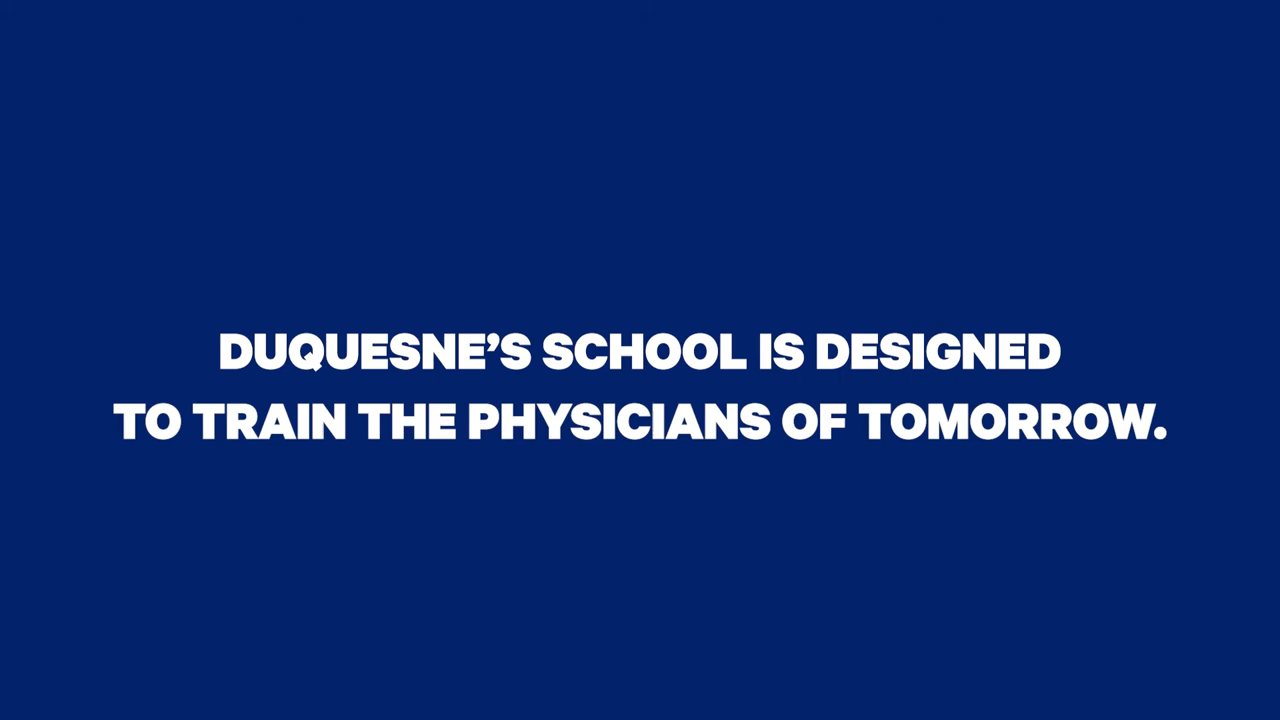 DUQUESNE’S SCHOOL IS DESIGNED
TO TRAIN THE PHYSICIANS OF TOMORROW.